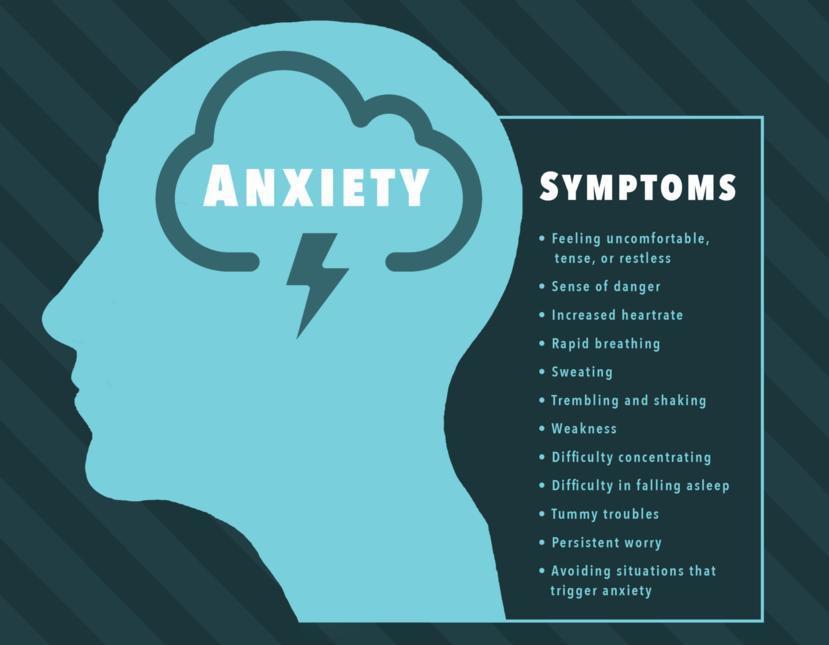 ANXIETY
SYMPTOMS
• Feeling uncomfortable,
tense, or restless
• Sense of danger
• Increased heartrate
• Rapid breathing
• Sweating
• Trembling and shaking
• Weakness
• Difficulty concentrating
• Difficulty in falling asleep
• Tummy troubles
• Persistent worry
• Avoiding situations that
trigger anxiety